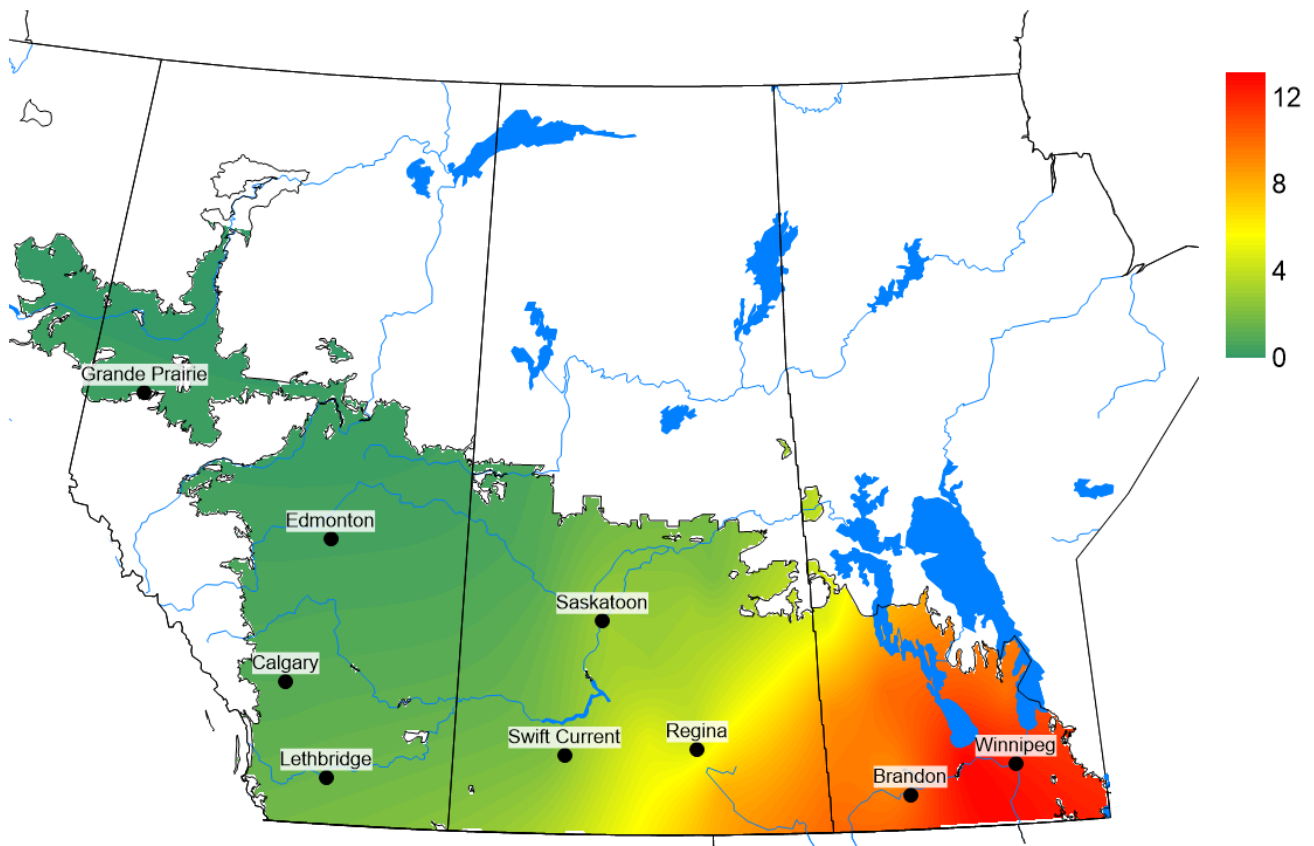 12
8
4
0
Grande Prairie
Edmonton
Saskatoon
Calgary
Regina
Swift Current
Winnipeg
Lethbridge
Brandon